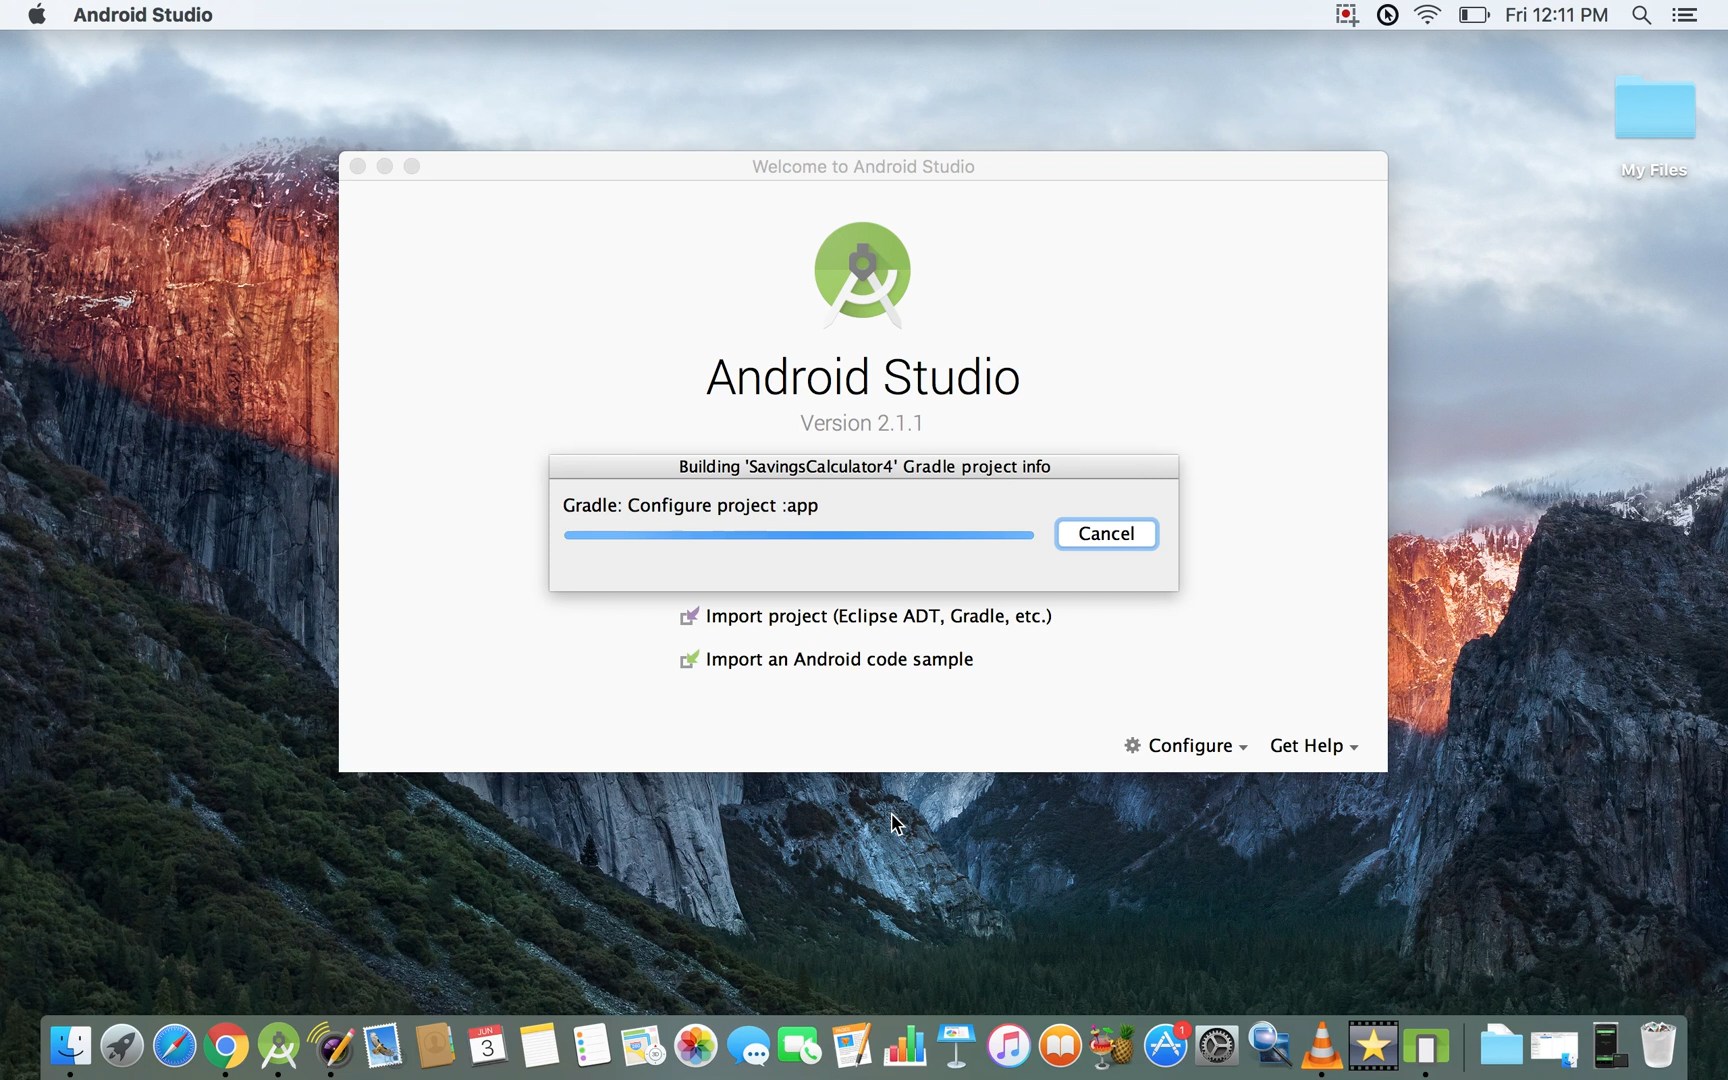 Android Studio
Fri 12:11 PM
My Files
Welcome to Android Studio
Android Studio
Version 2.1.1
Building 'SavingsCalculator4' Gradle project info
Gradle: Configure project :app
Cancel
Import project (Eclipse ADT, Gradle, etc.)
Import an Android code sample
Configure
Get Help
JUN
3
1